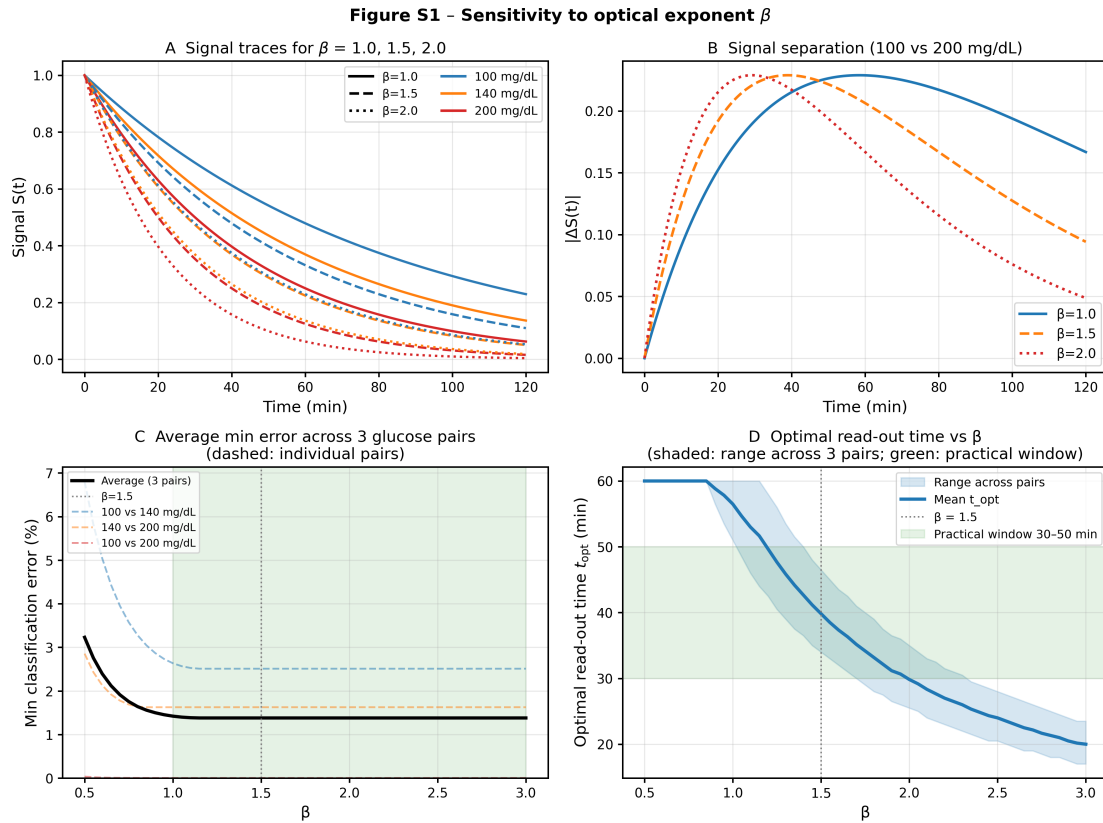 Figure S1 – Sensitivity to optical exponent β
A Signal traces for β = 1.0, 1.5, 2.0
Signal S(t)
1.0
0.8
0.6
0.4
0.2
0.0
0 20 40 60 80 100 120
Time (min)
β=1.0
β=1.5
β=2.0
100 mg/dL
140 mg/dL
200 mg/dL
B Signal separation (100 vs 200 mg/dL)
|ΔS(t)|
0.20
0.15
0.10
0.05
0.00
0 20 40 60 80 100 120
Time (min)
β=1.0
β=1.5
β=2.0
C Average min error across 3 glucose pairs
(dashed: individual pairs)
Min classification error (%)
7
6
5
4
3
2
1
0
0.5 1.0 1.5 2.0 2.5 3.0
β
Average (3 pairs)
β=1.5
100 vs 140 mg/dL
140 vs 200 mg/dL
100 vs 200 mg/dL
D Optimal read-out time vs β
(shaded: range across 3 pairs; green: practical window)
Optimal read-out time topt (min)
60
50
40
30
20
0.5 1.0 1.5 2.0 2.5 3.0
β
Range across pairs
Mean t_opt
β = 1.5
Practical window 30–50 min